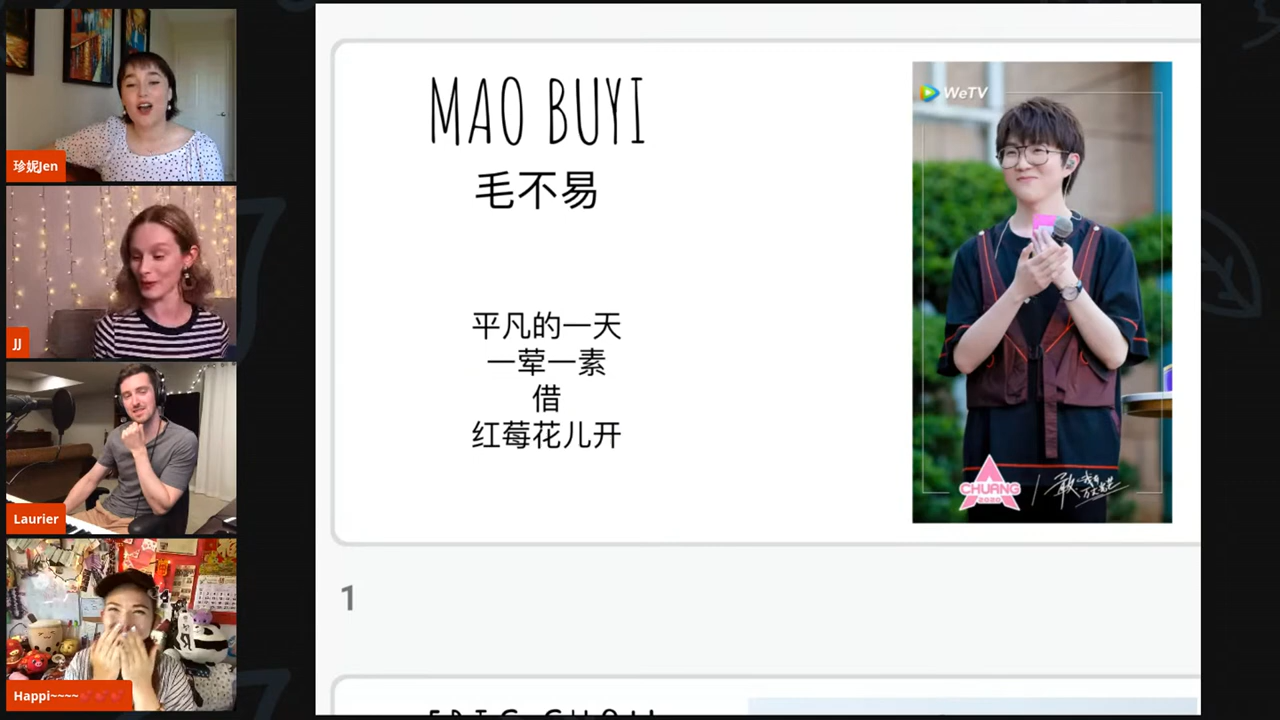 珍妮Jen
JJ
Laurier
Happi~~~~
MAO BUYI
毛不易
平凡的一天
一荤一素
借
红莓花儿开
WeTV
CHUANG
2020
1